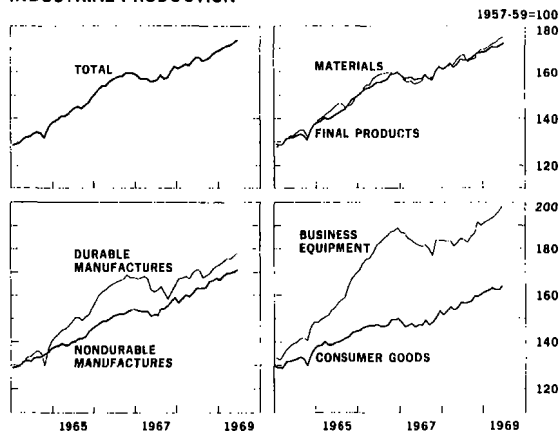 INDUSTRIAL PRODUCTION
1957-59=100
TOTAL
MATERIALS
FINAL PRODUCTS
180
160
140
120
DURABLE
MANUFACTURES
NONDURABLE
MANUFACTURES
BUSINESS
EQUIPMENT
CONSUMER GOODS
200
180
160
140
120
1965 1967 1969 1965 1967 1969